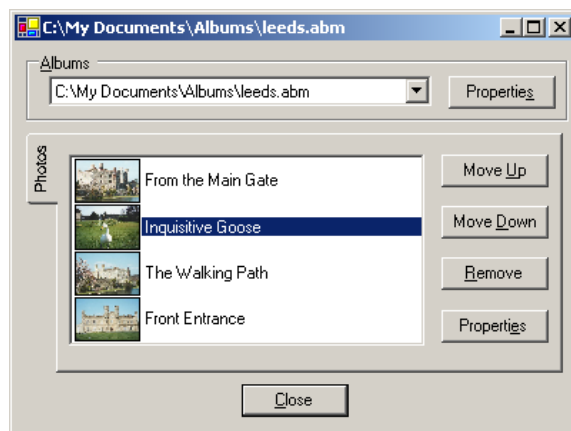 C:\My Documents\Albums\leeds.abm
Albums
C:\My Documents\Albums\leeds.abm
Properties
Photos
From the Main Gate
Inquisitive Goose
The Walking Path
Front Entrance
Move Up
Move Down
Remove
Properties
Close